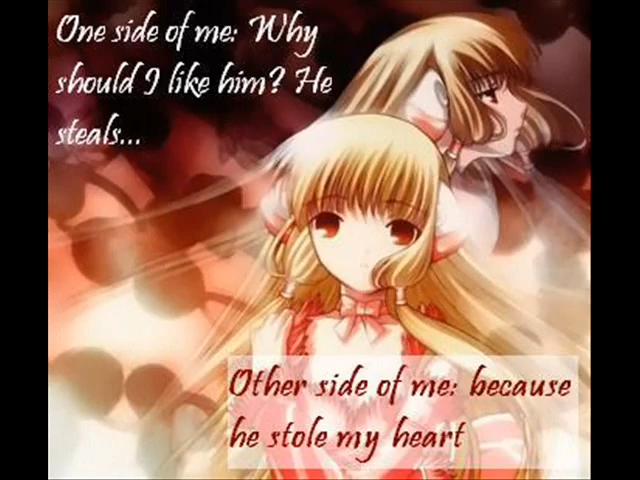 One side of me: Why
should I like him? He
steals...
Other side of me: because
he stole my heart